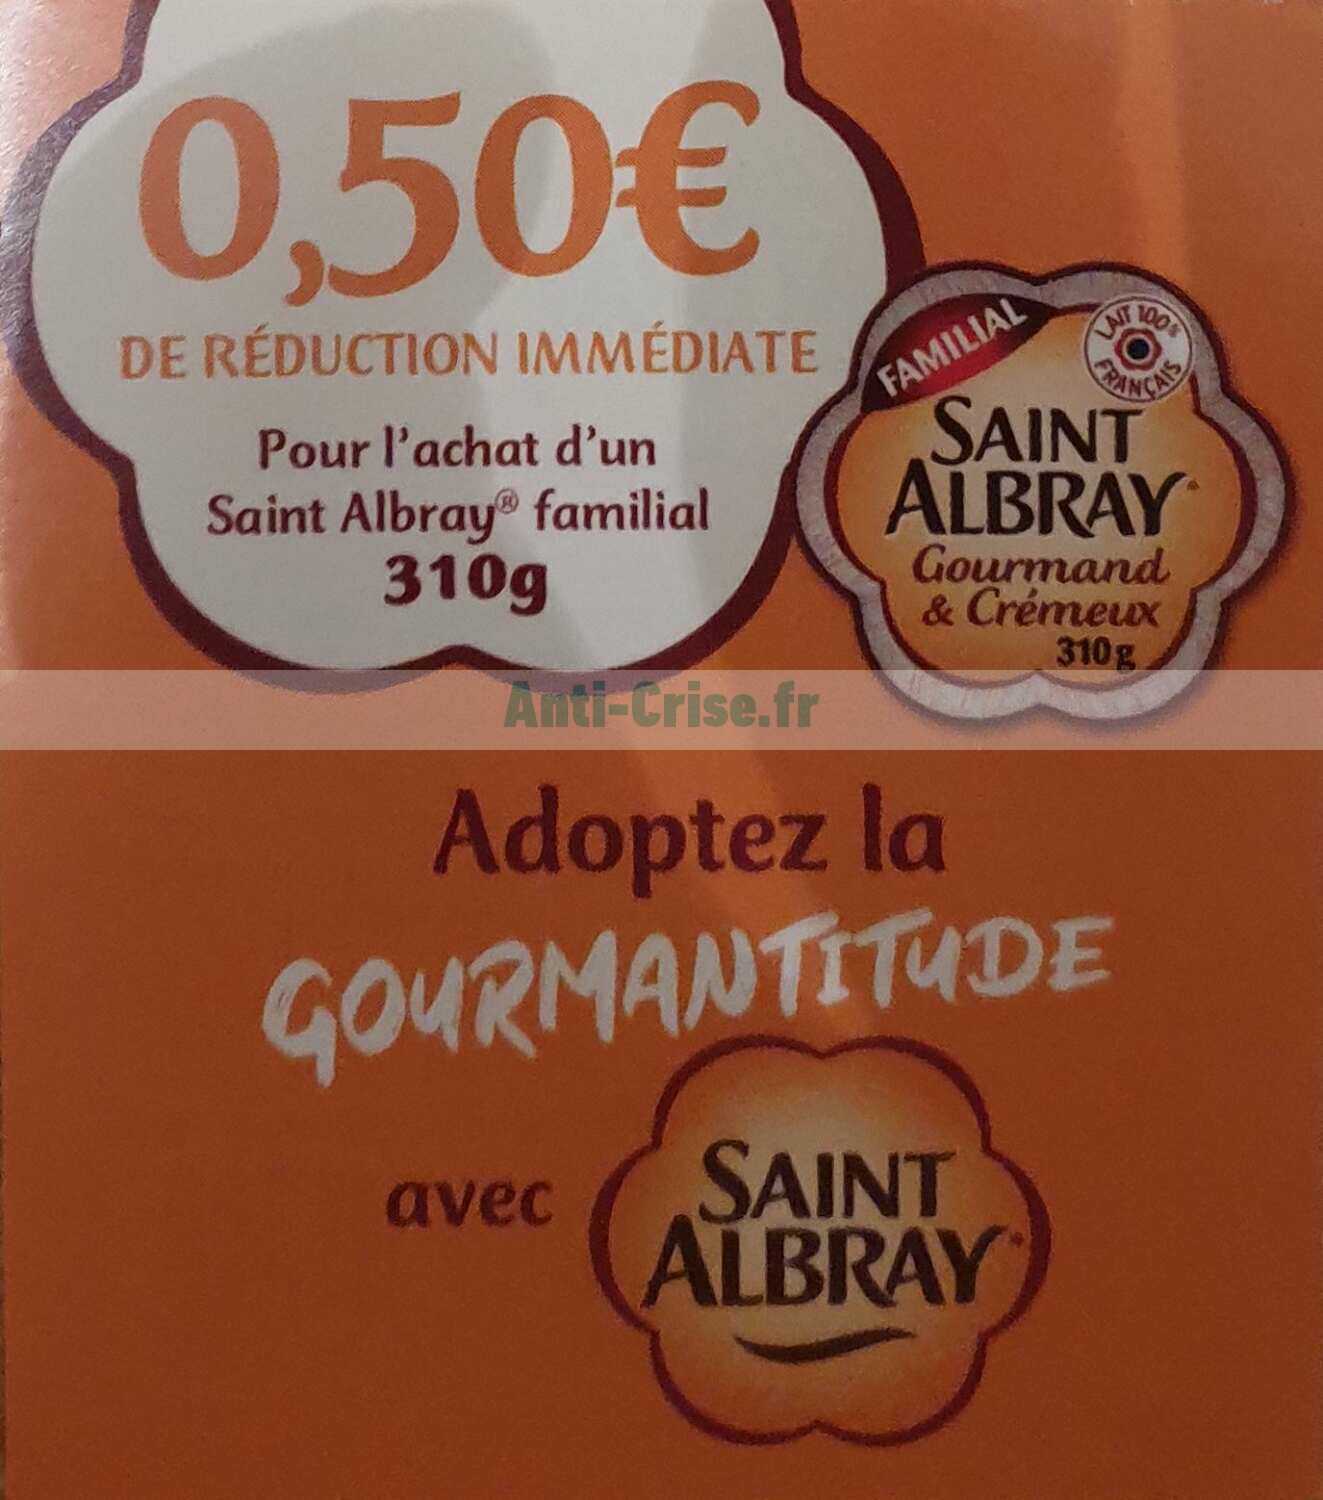 0,50€
DE RÉDUCTION IMMÉDIATE
Pour l'achat d'un
Saint Albray® familial
310g
FAMILIAL
LAIT 100%
FRANÇAIS
SAINT
ALBRAY
Gourmand
& Crémeux
310g
Anti-Crise.fr
Adoptez la
GOURMANTITUDE
avec
SAINT
ALBRAY